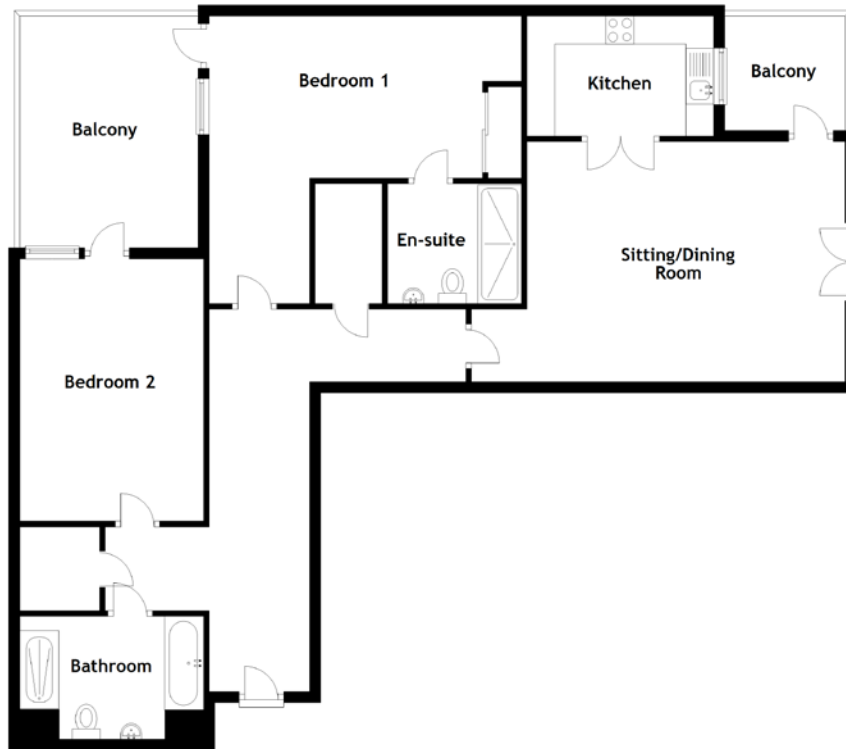 Bedroom 1
Kitchen
Balcony
Balcony
En-suite
Sitting/Dining
Room
Bedroom 2
Bathroom